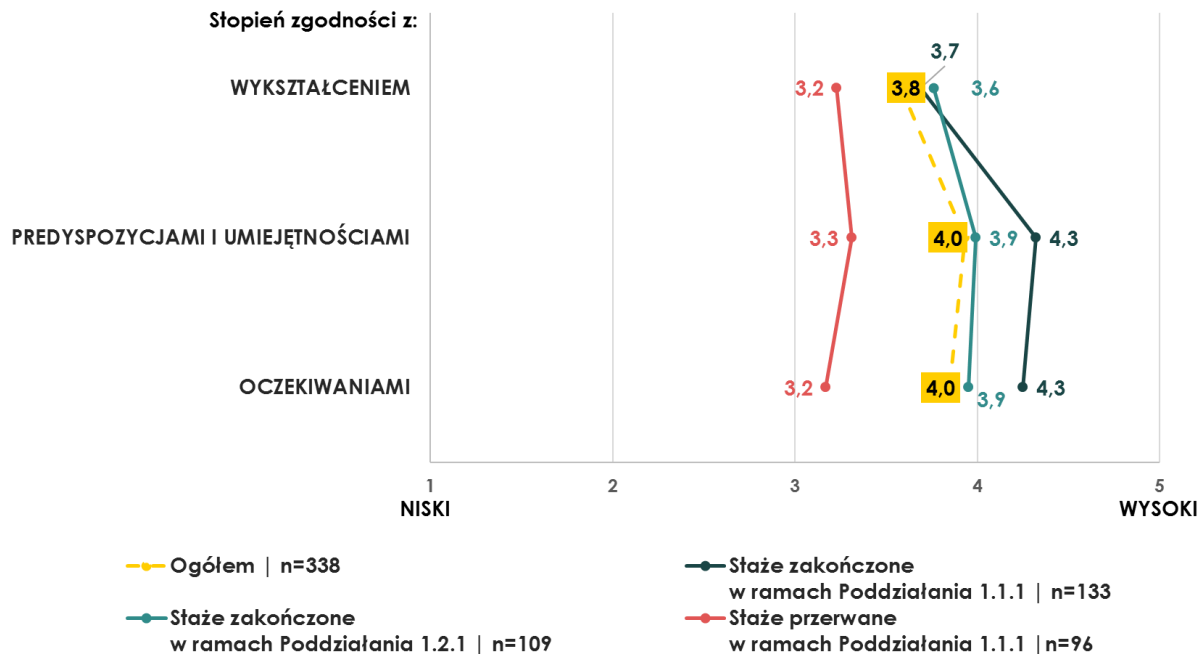 Stopień zgodności z:
3,7
WYKSZTAŁCENIEM
3,2
3,8
3,6
PREDYSPOZYCJAMI I UMIEJĘTNOŚCIAMI
3,3
4,0
3,9
4,3
OCZEKIWANIAMI
3,2
4,0
3,9
4,3
1
2
3
4
5
NISKI
WYSOKI
Ogółem | n=338
Staże zakończone
w ramach Poddziałania 1.1.1 | n=133
Staże zakończone
w ramach Poddziałania 1.2.1 | n=109
Staże przerwane
w ramach Poddziałania 1.1.1 |n=96